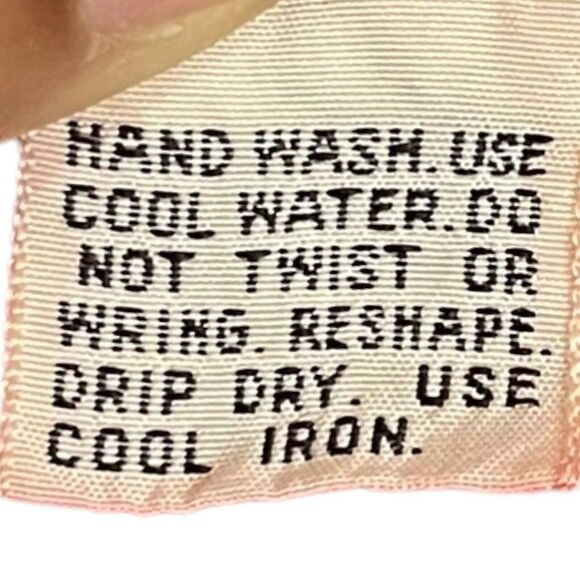 HAND WASH. USE
COOL WATER. DO
NOT TWIST OR
WRING. RESHAPE.
DRIP DRY. USE
COOL IRON.